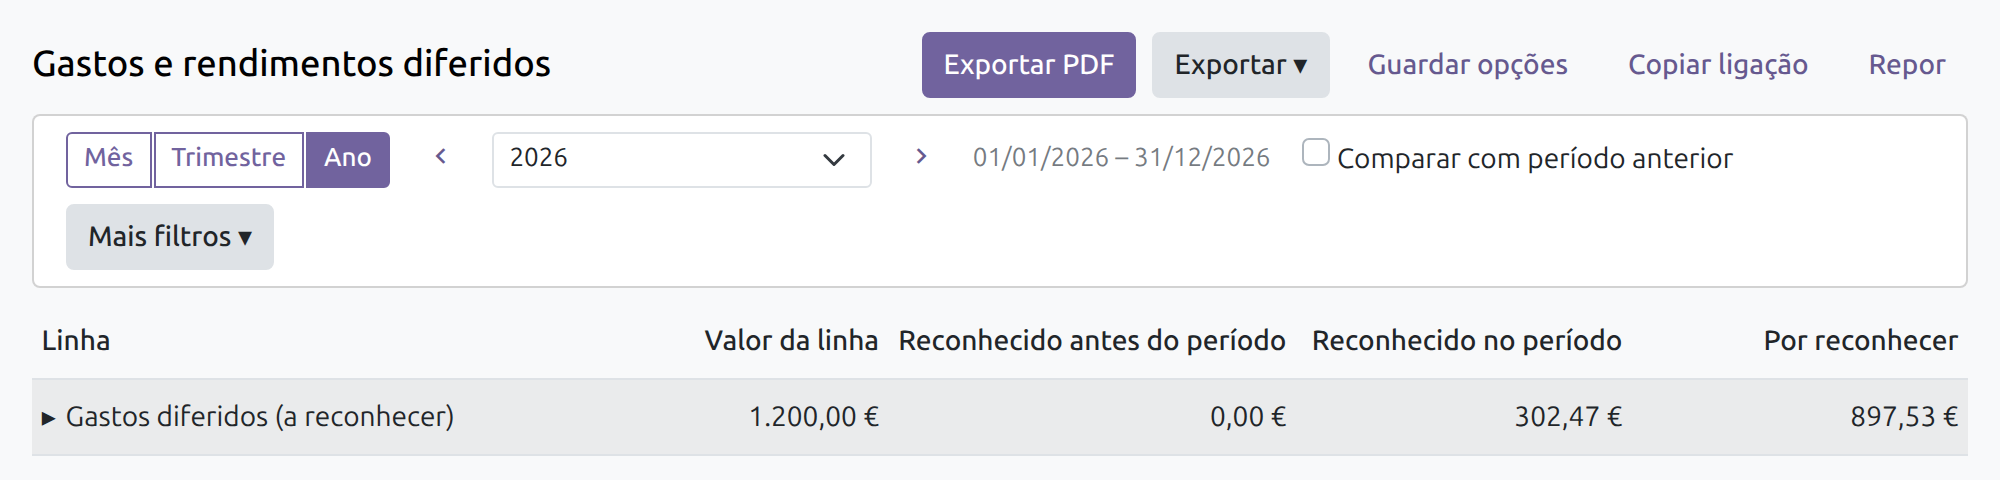 Gastos e rendimentos diferidos
Exportar PDF
Exportar ▾
Guardar opções
Copiar ligação
Repor
Mês
Trimestre
Ano
‹
2026
›
01/01/2026 – 31/12/2026
Comparar com período anterior
Mais filtros ▾
Linha Valor da linha Reconhecido antes do período Reconhecido no período Por reconhecer
▸ Gastos diferidos (a reconhecer) 1.200,00 € 0,00 € 302,47 € 897,53 €